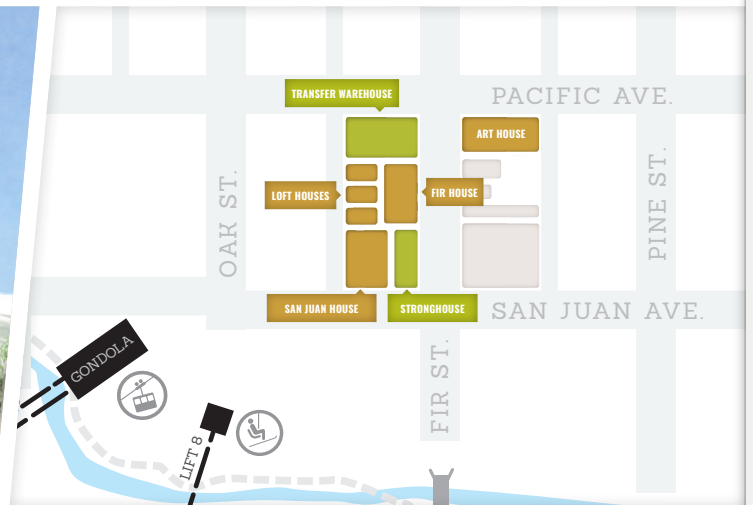 TRANSFER WAREHOUSE
PACIFIC AVE.
ART HOUSE
LOFT HOUSES
FIR HOUSE
OAK ST.
PINE ST.
SAN JUAN HOUSE
STRONGHOUSE
SAN JUAN AVE.
GONDOLA
FIR ST.
LIFT 8